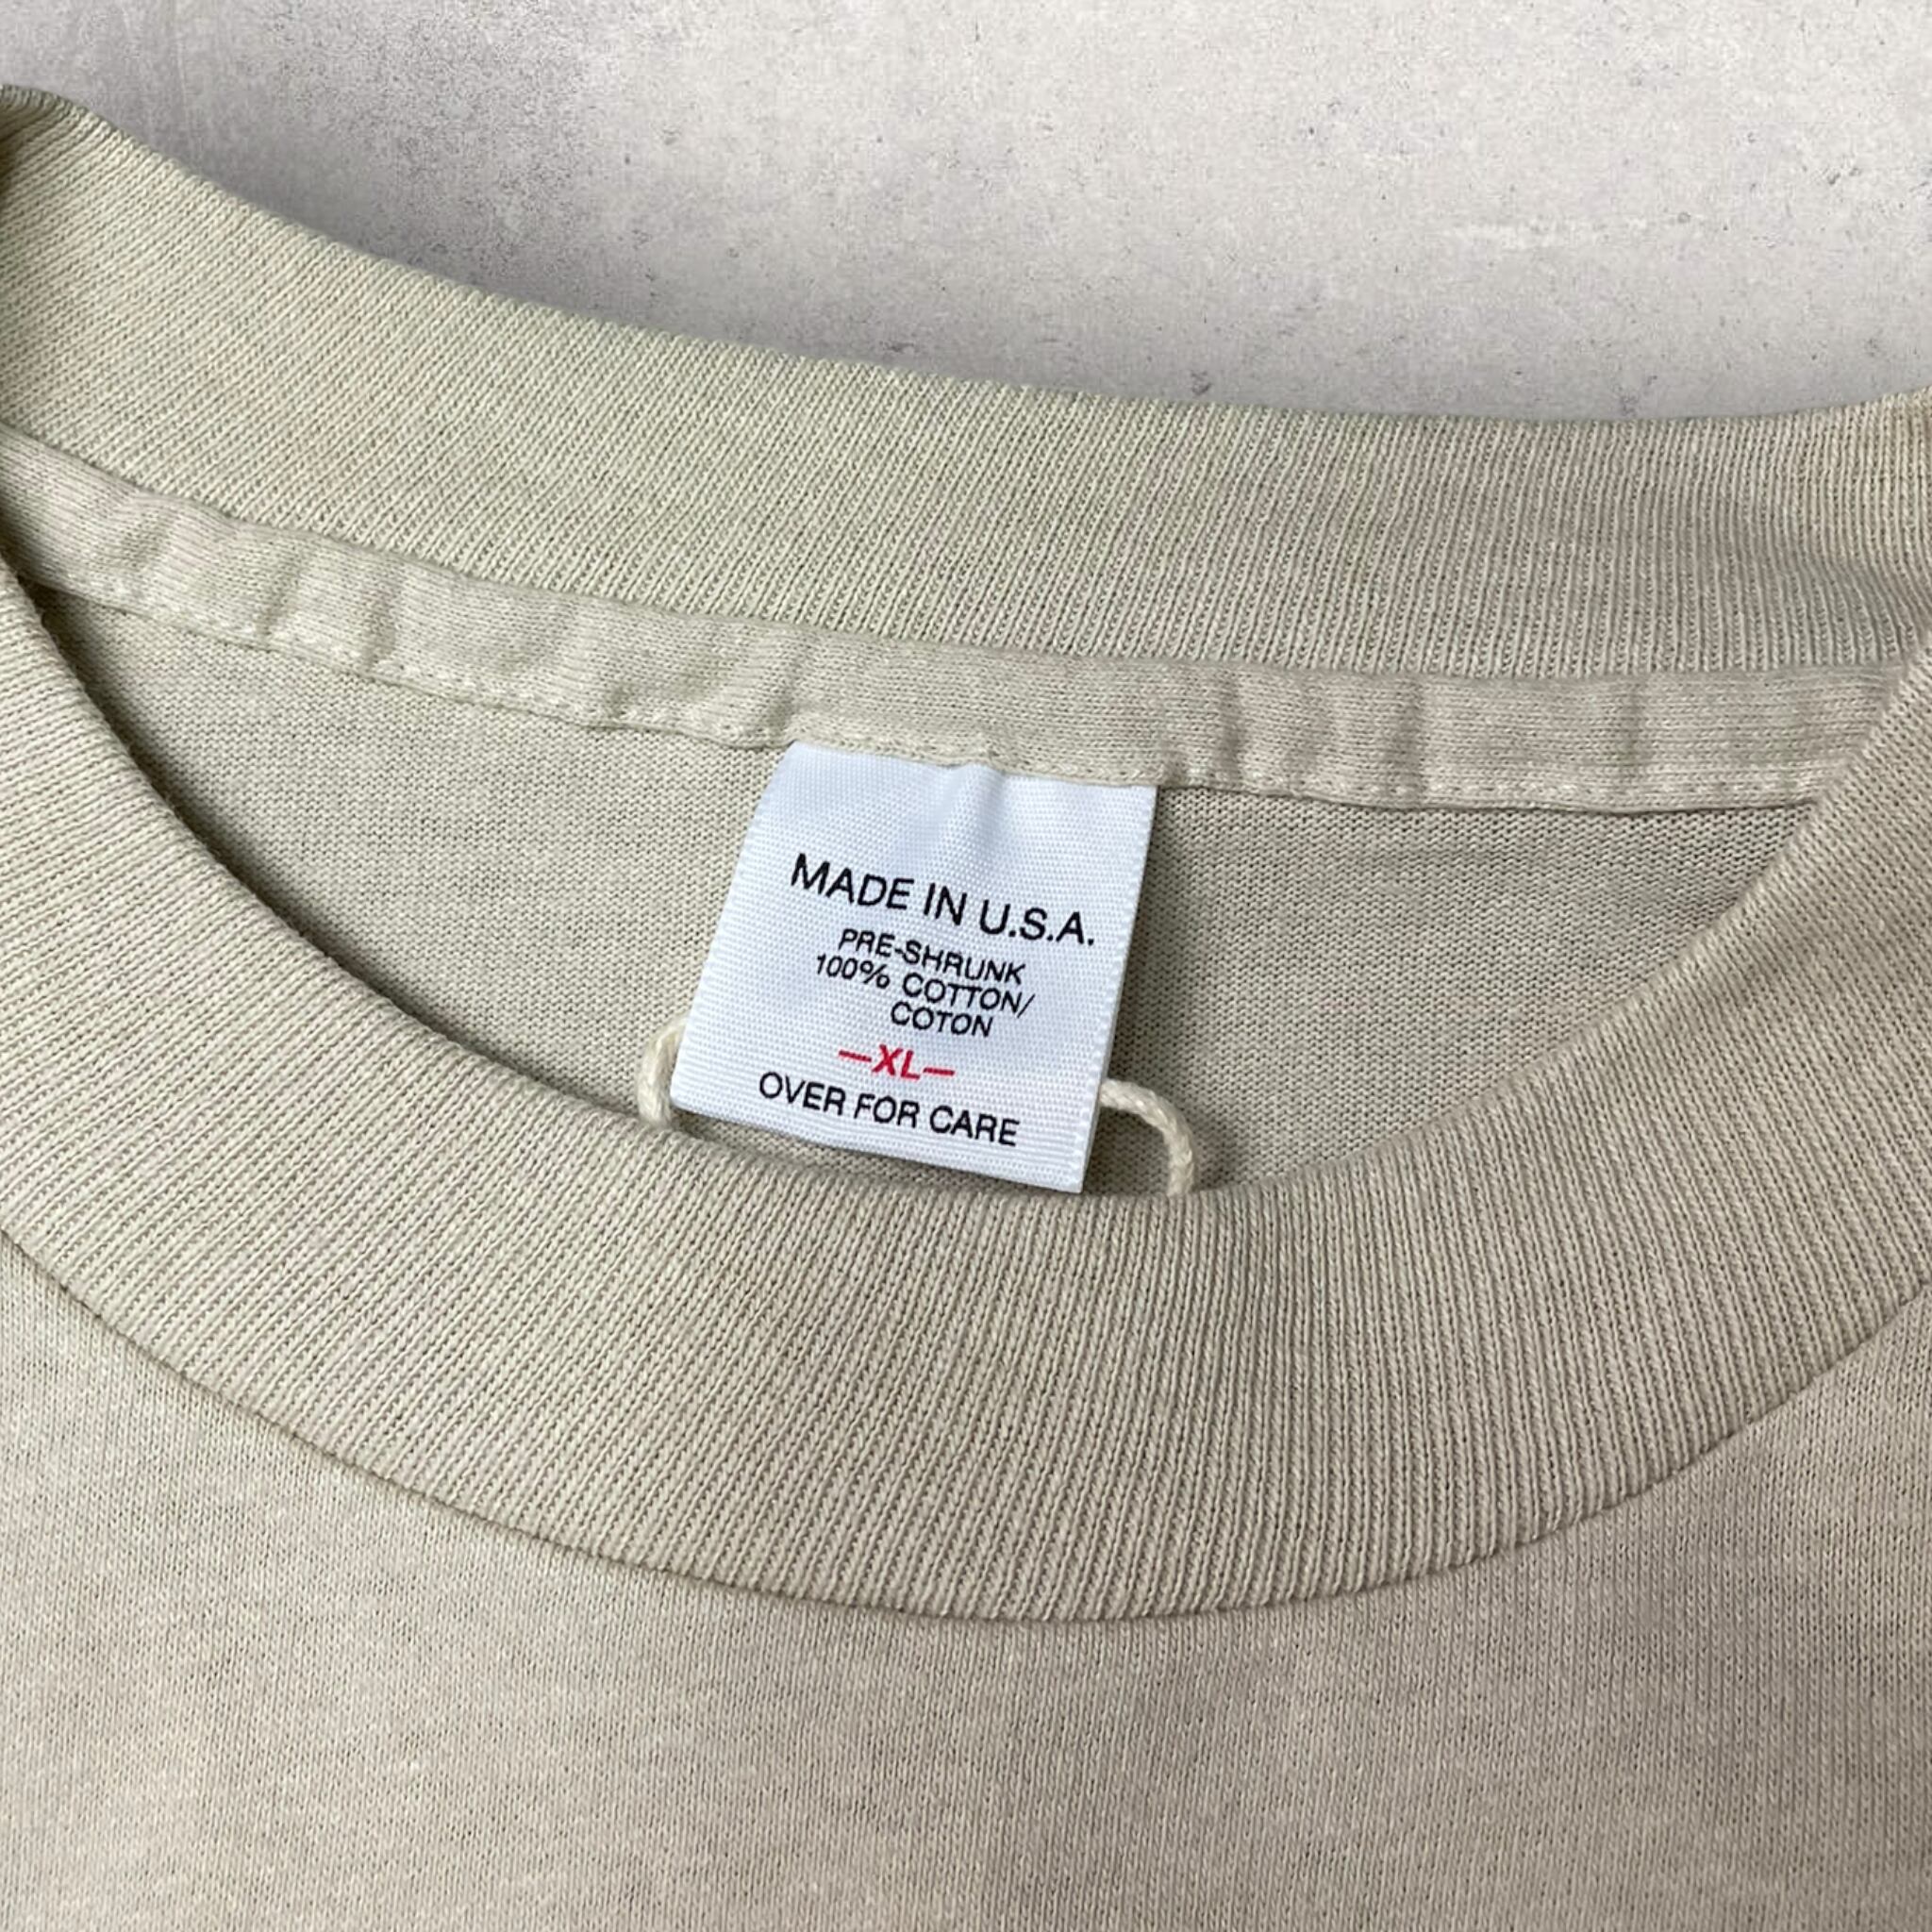 MADE IN U.S.A.
PRE-SHRUNK
100% COTTON/
COTON
—XL—
OVER FOR CARE